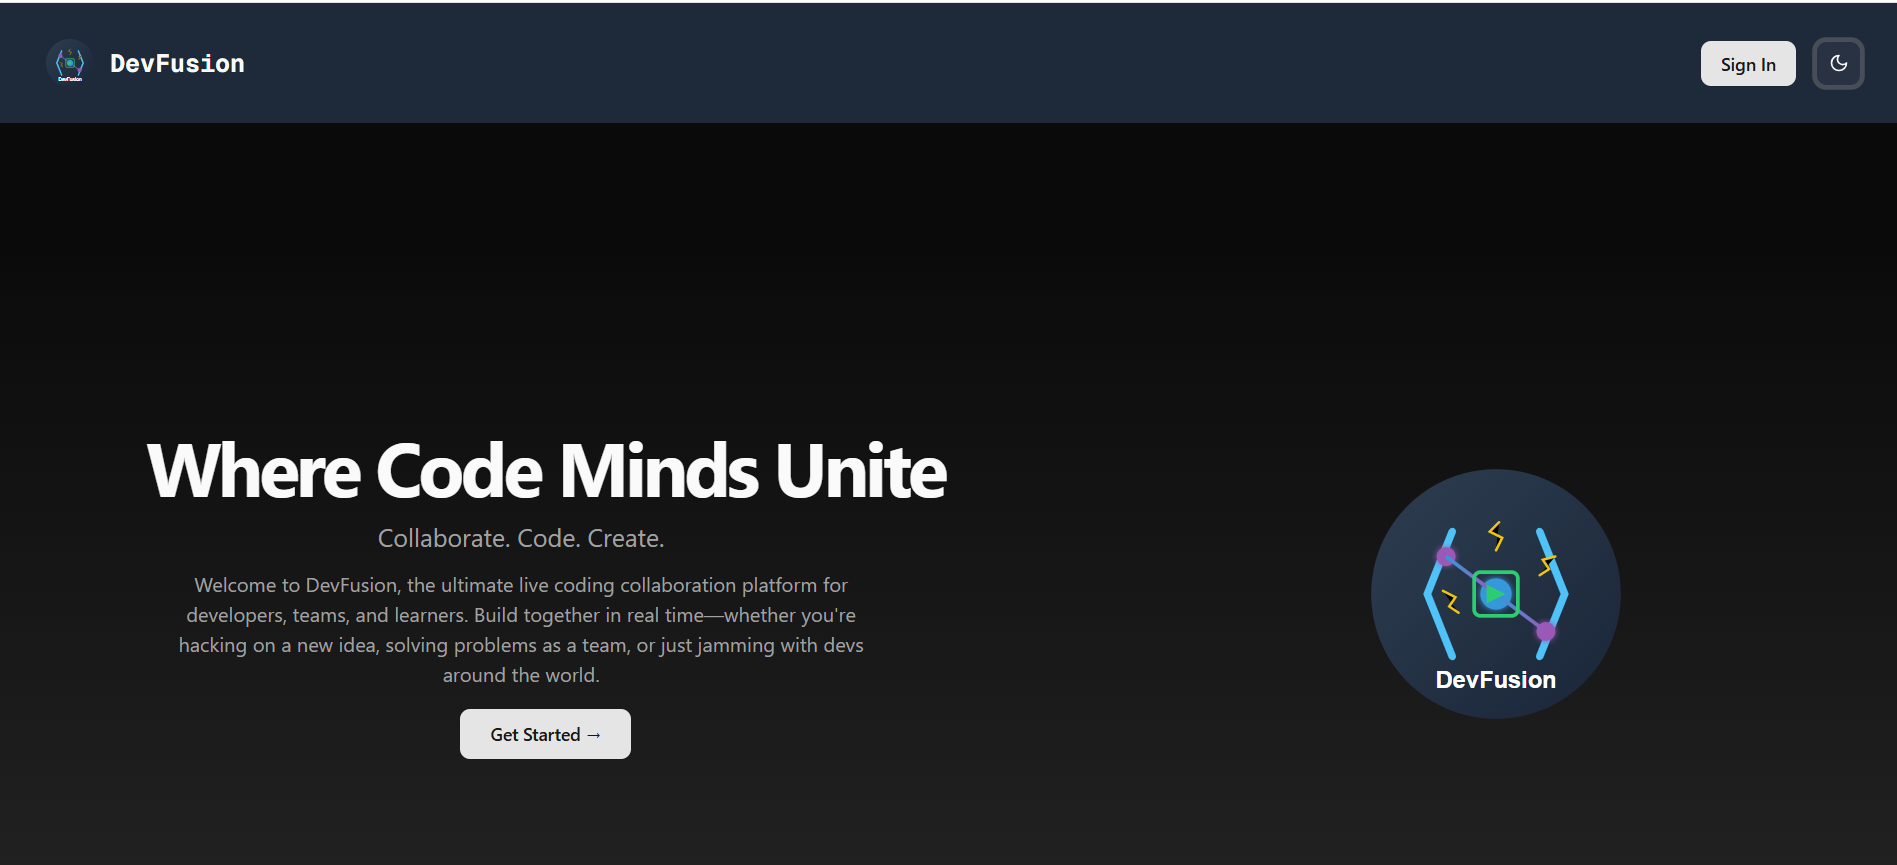 DevFusion
DevFusion
Sign In
Where Code Minds Unite
Collaborate. Code. Create.
Welcome to DevFusion, the ultimate live coding collaboration platform for
developers, teams, and learners. Build together in real time—whether you're
hacking on a new idea, solving problems as a team, or just jamming with devs
around the world.
Get Started →
DevFusion